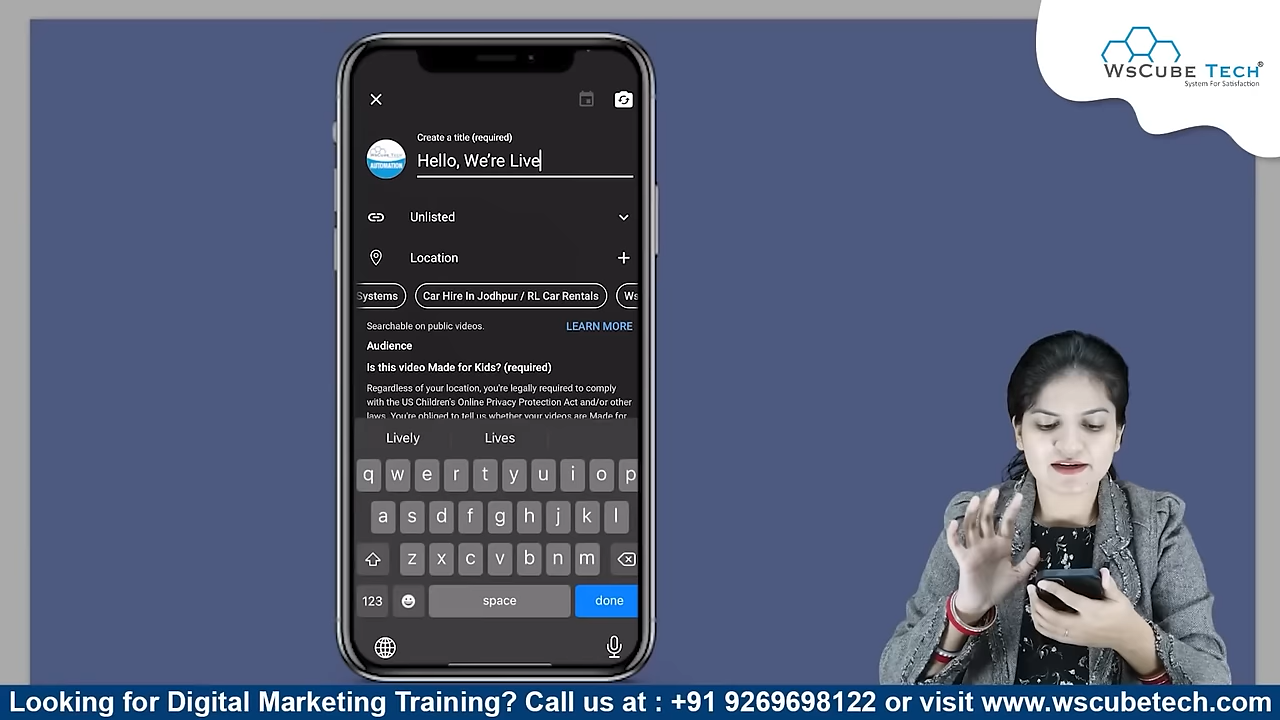 WSCUBE TECH®
System For Satisfaction
Create a title (required)
WSCUBE TECH
AUTOMATION
Hello, We're Live
Unlisted
Location
Systems
Car Hire In Jodhpur / RL Car Rentals
Ws
Searchable on public videos.
LEARN MORE
Audience
Is this video Made for Kids? (required)
Regardless of your location, you're legally required to comply
with the US Children's Online Privacy Protection Act and/or other
laws. You're obliged to tell us whether your videos are Made for
Lively Lives
q w e r t y u i o p
a s d f g h j k l
z x c v b n m
123 space done
Looking for Digital Marketing Training? Call us at : +91 9269698122 or visit www.wscubetech.com